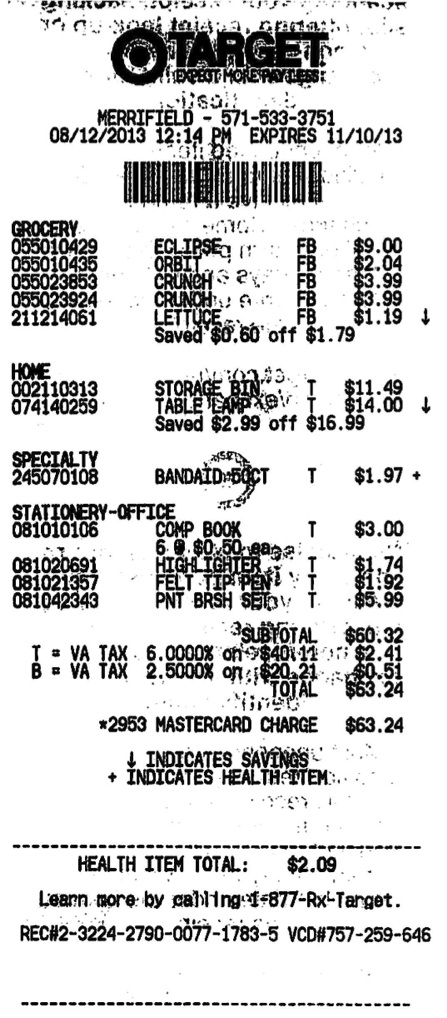 TARGET
EXPECT MORE. PAY LESS.
MERRIFIELD - 571-533-3751
08/12/2013 12:14 PM EXPIRES 11/10/13
GROCERY
055010429 ECLIPSE FB $9.00
055010435 ORBIT FB $2.04
055023853 CRUNCH FB $3.99
055023924 CRUNCH FB $3.99
211214061 LETTUCE FB $1.19 ↓
Saved $0.60 off $1.79
HOME
002110313 STORAGE BIN T $11.49
074140259 TABLE LAMP T $14.00 ↓
Saved $2.99 off $16.99
SPECIALTY
245070108 BANDAID 50CT T $1.97 +
STATIONERY-OFFICE
081010106 COMP BOOK T $3.00
6 @ $0.50 ea
081020691 HIGHLIGHTER T $1.74
081021357 FELT TIP PEN T $1.92
081042343 PNT BRSH SET T $5.99
SUBTOTAL $60.32
T = VA TAX 6.0000% on $40.11 $2.41
B = VA TAX 2.5000% on $20.21 $0.51
TOTAL $63.24
*2953 MASTERCARD CHARGE $63.24
↓ INDICATES SAVINGS
+ INDICATES HEALTH ITEM
HEALTH ITEM TOTAL: $2.09
Learn more by calling 1-877-Rx-Target.
REC#2-3224-2790-0077-1783-5 VCD#757-259-646